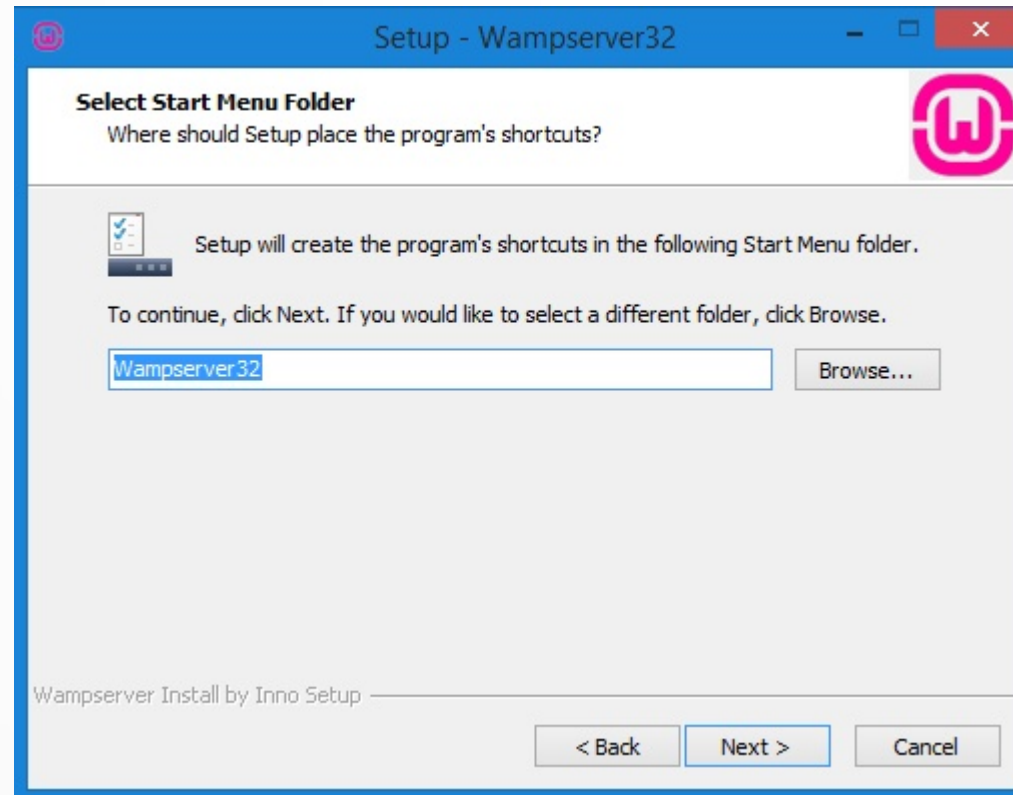 Setup - Wampserver32
Select Start Menu Folder
Where should Setup place the program's shortcuts?
Setup will create the program's shortcuts in the following Start Menu folder.
To continue, click Next. If you would like to select a different folder, click Browse.
Wampserver32
Browse...
Wampserver Install by Inno Setup
< Back
Next >
Cancel